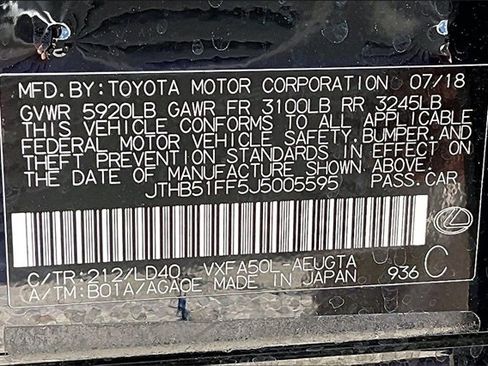 MFD.BY:TOYOTA MOTOR CORPORATION 07/18
GVWR 5920LB GAWR FR 3100LB RR 3245LB
THIS VEHICLE CONFORMS TO ALL APPLICABLE
FEDERAL MOTOR VEHICLE SAFETY, BUMPER, AND
THEFT PREVENTION STANDARDS IN EFFECT ON
THE DATE OF MANUFACTURE SHOWN ABOVE.
JTHB51FF5J5005595 PASS.CAR
C/TR:212/LD40 VXFA50L-AEUGTA
A/TM:B0TA/AGA0E MADE IN JAPAN 936 C